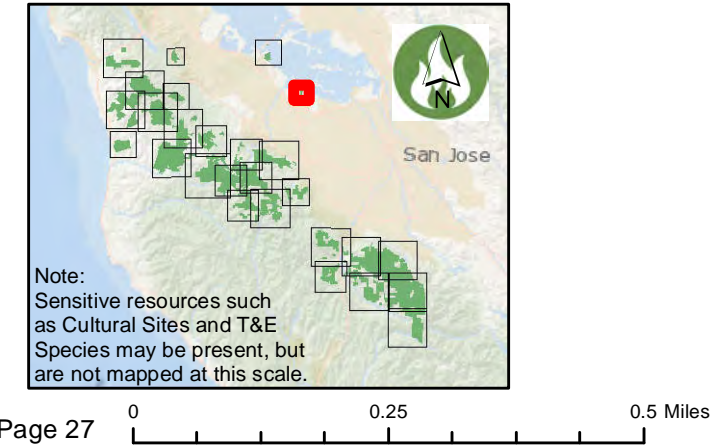 N
San Jose
Note:
Sensitive resources such
as Cultural Sites and T&E
Species may be present, but
are not mapped at this scale.
Page 27
0 0.25 0.5 Miles